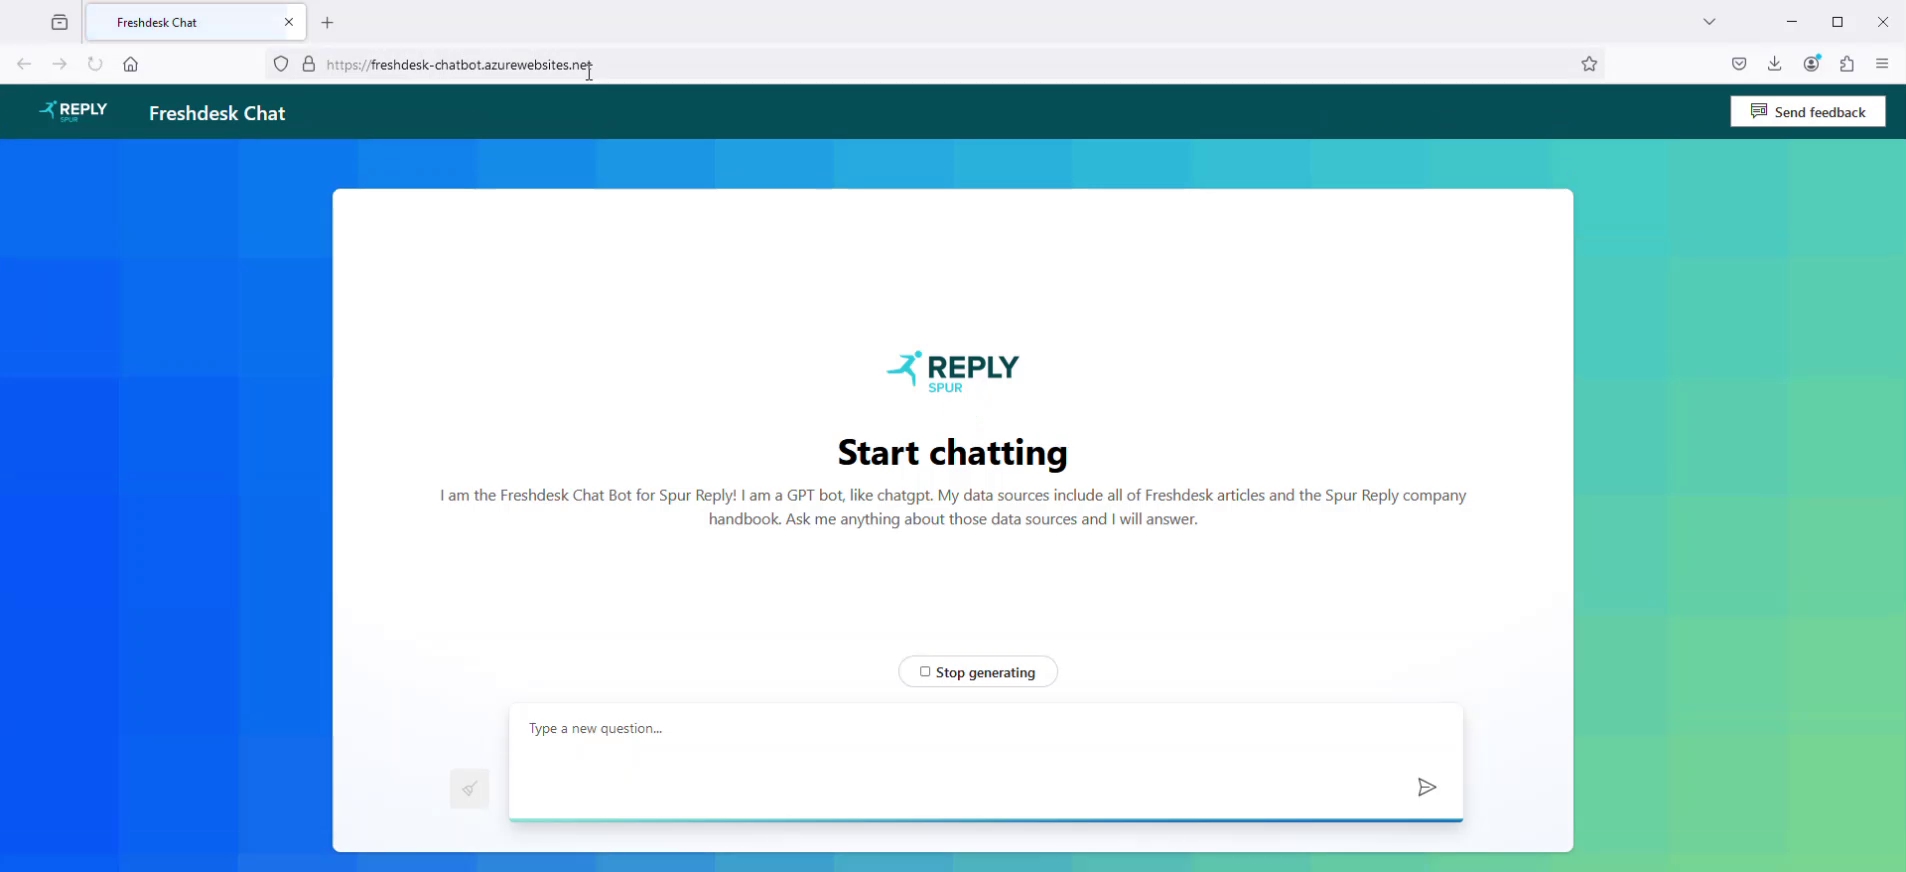 Freshdesk Chat
https://freshdesk-chatbot.azurewebsites.net
REPLY
SPUR
Freshdesk Chat
Send feedback
REPLY
SPUR
Start chatting
I am the Freshdesk Chat Bot for Spur Reply! I am a GPT bot, like chatgpt. My data sources include all of Freshdesk articles and the Spur Reply company
handbook. Ask me anything about those data sources and I will answer.
Stop generating
Type a new question...